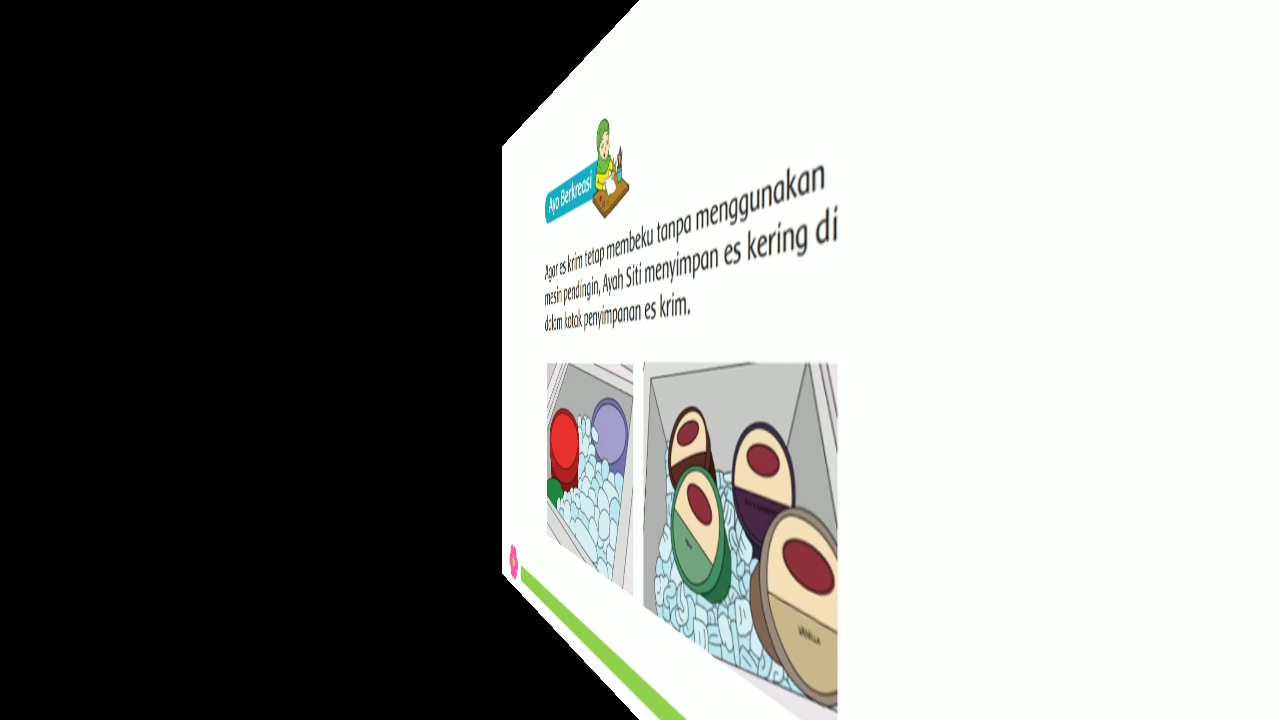 Ayo Berkreasi
Agar es krim tetap membeku tanpa menggunakan
mesin pendingin, Ayah Siti menyimpan es kering di
dalam kotak penyimpanan es krim.
VANILLA